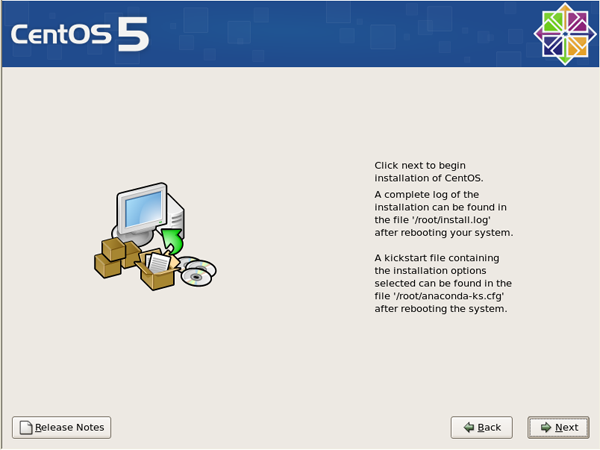 CentOS 5
Click next to begin
installation of CentOS.
A complete log of the
installation can be found in
the file '/root/install.log'
after rebooting your system.
A kickstart file containing
the installation options
selected can be found in the
file '/root/anaconda-ks.cfg'
after rebooting the system.
Release Notes
Back
Next